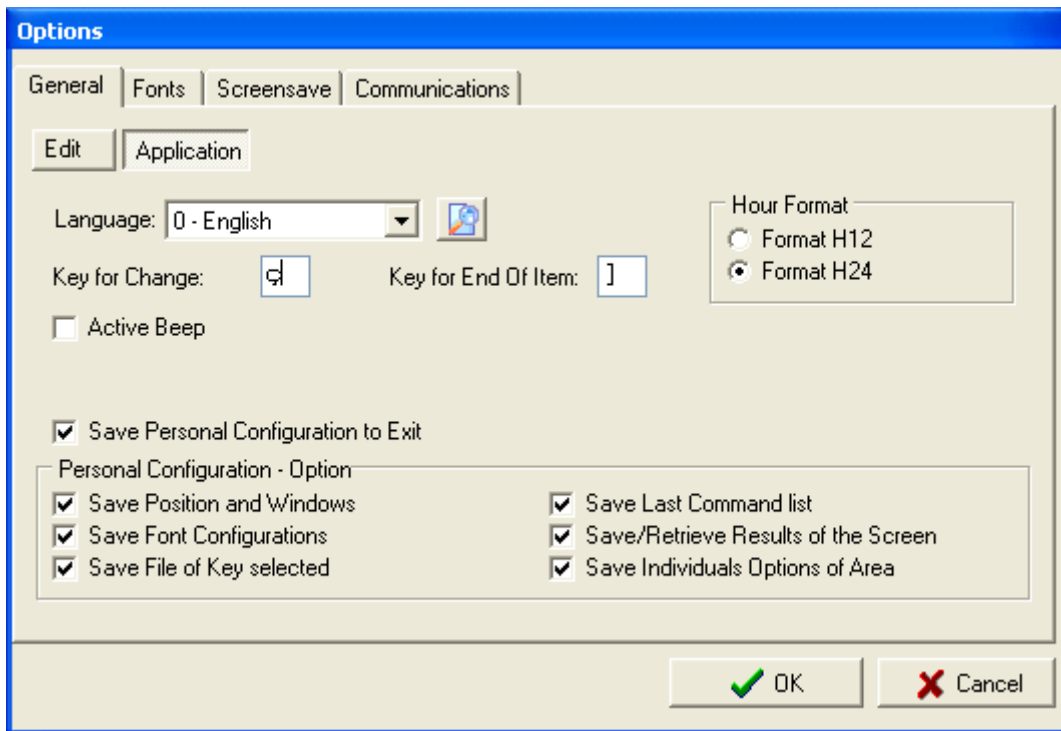 Options
General Fonts Screensave Communications
Edit Application
Language: 0 - English
Hour Format
Format H12
Key for Change: ç Key for End Of Item: ]
Format H24
Active Beep
Save Personal Configuration to Exit
Personal Configuration - Option
Save Position and Windows Save Last Command list
Save Font Configurations Save/Retrieve Results of the Screen
Save File of Key selected Save Individuals Options of Area
OK Cancel